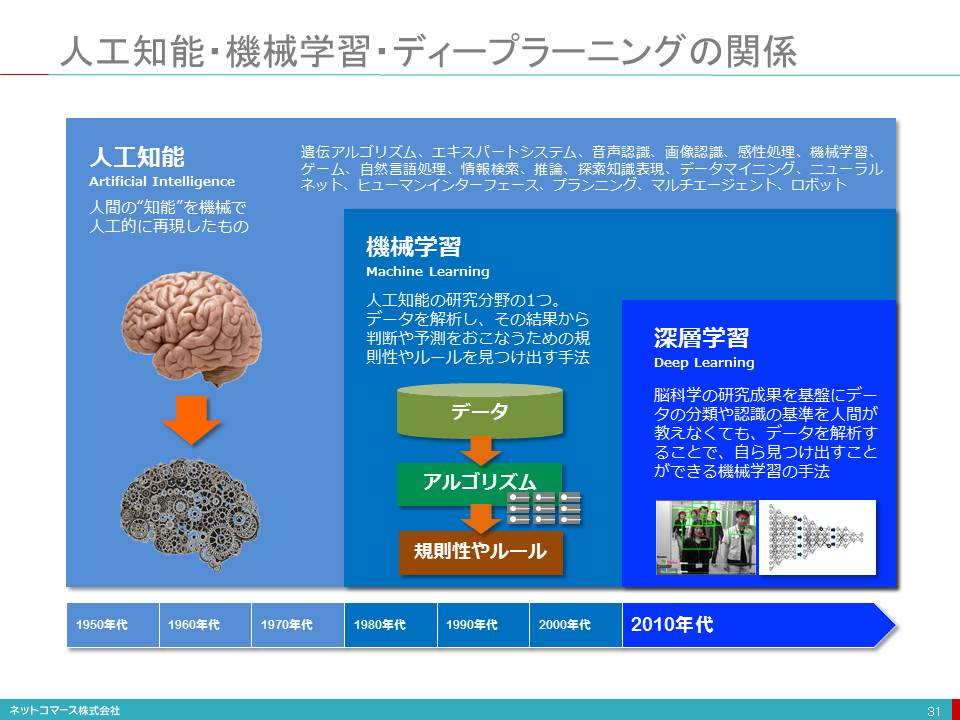 人工知能・機械学習・ディープラーニングの関係
人工知能
Artificial Intelligence
人間の“知能”を機械で
人工的に再現したもの
遺伝アルゴリズム、エキスパートシステム、音声認識、画像認識、感性処理、機械学習、
ゲーム、自然言語処理、情報検索、推論、探索知識表現、データマイニング、ニューラル
ネット、ヒューマンインターフェース、プランニング、マルチエージェント、ロボット
機械学習
Machine Learning
人工知能の研究分野の1つ。
データを解析し、その結果から
判断や予測をおこなうための規
則性やルールを見つけ出す手法
データ
アルゴリズム
規則性やルール
深層学習
Deep Learning
脳科学の研究成果を基盤にデー
タの分類や認識の基準を人間が
教えなくても、データを解析す
ることで、自ら見つけ出すこと
ができる機械学習の手法
1950年代
1960年代
1970年代
1980年代
1990年代
2000年代
2010年代
ネットコマース株式会社
31